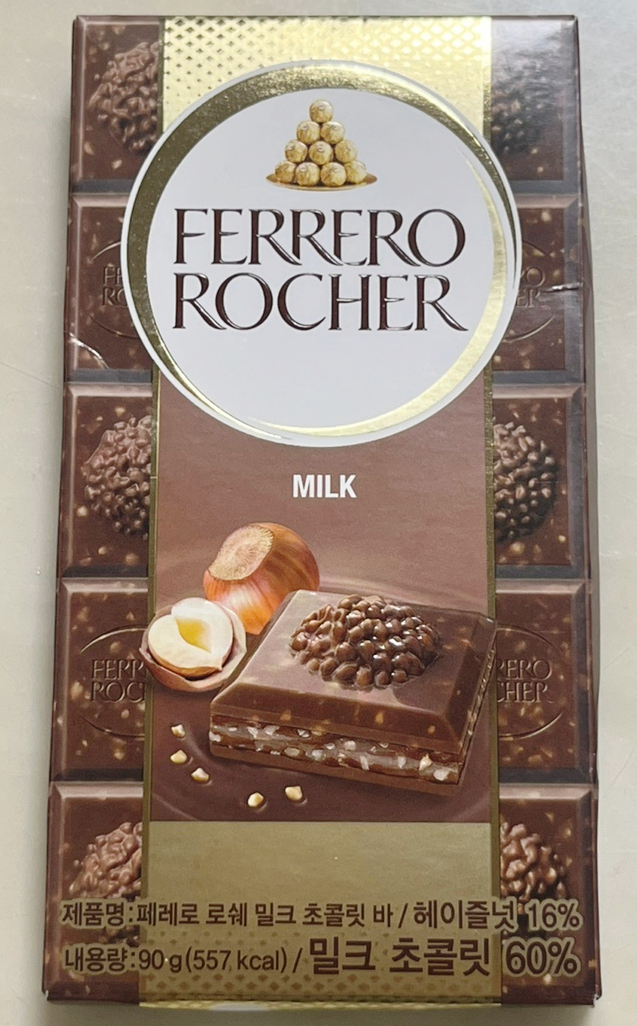 FERRERO
ROCHER
MILK
제품명:페레로 로쉐 밀크 초콜릿 바/헤이즐넛 16%
내용량:90 g(557 kcal)/밀크 초콜릿 60%